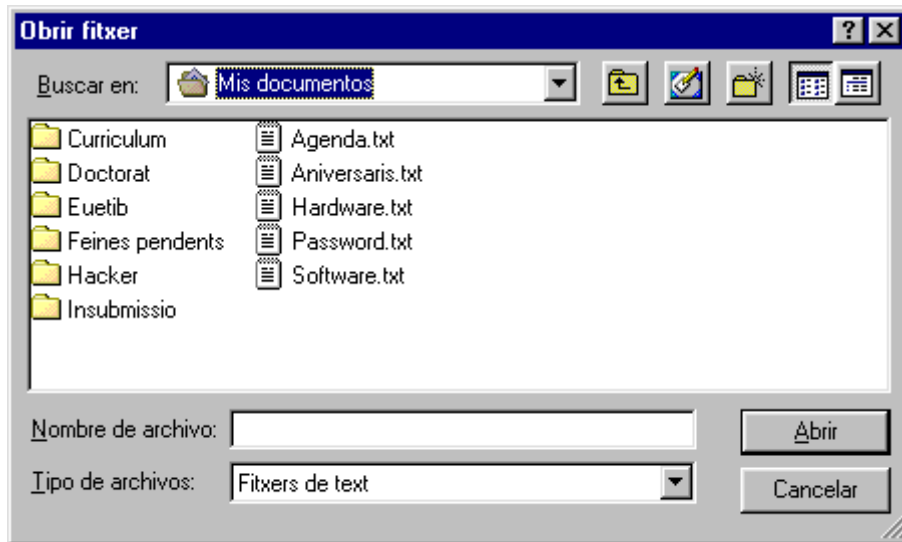 Obrir fitxer
Buscar en: Mis documentos
Curriculum Agenda.txt
Doctorat Aniversaris.txt
Euetib Hardware.txt
Feines pendents Password.txt
Hacker Software.txt
Insubmissio
Nombre de archivo: Abrir
Tipo de archivos: Fitxers de text Cancelar